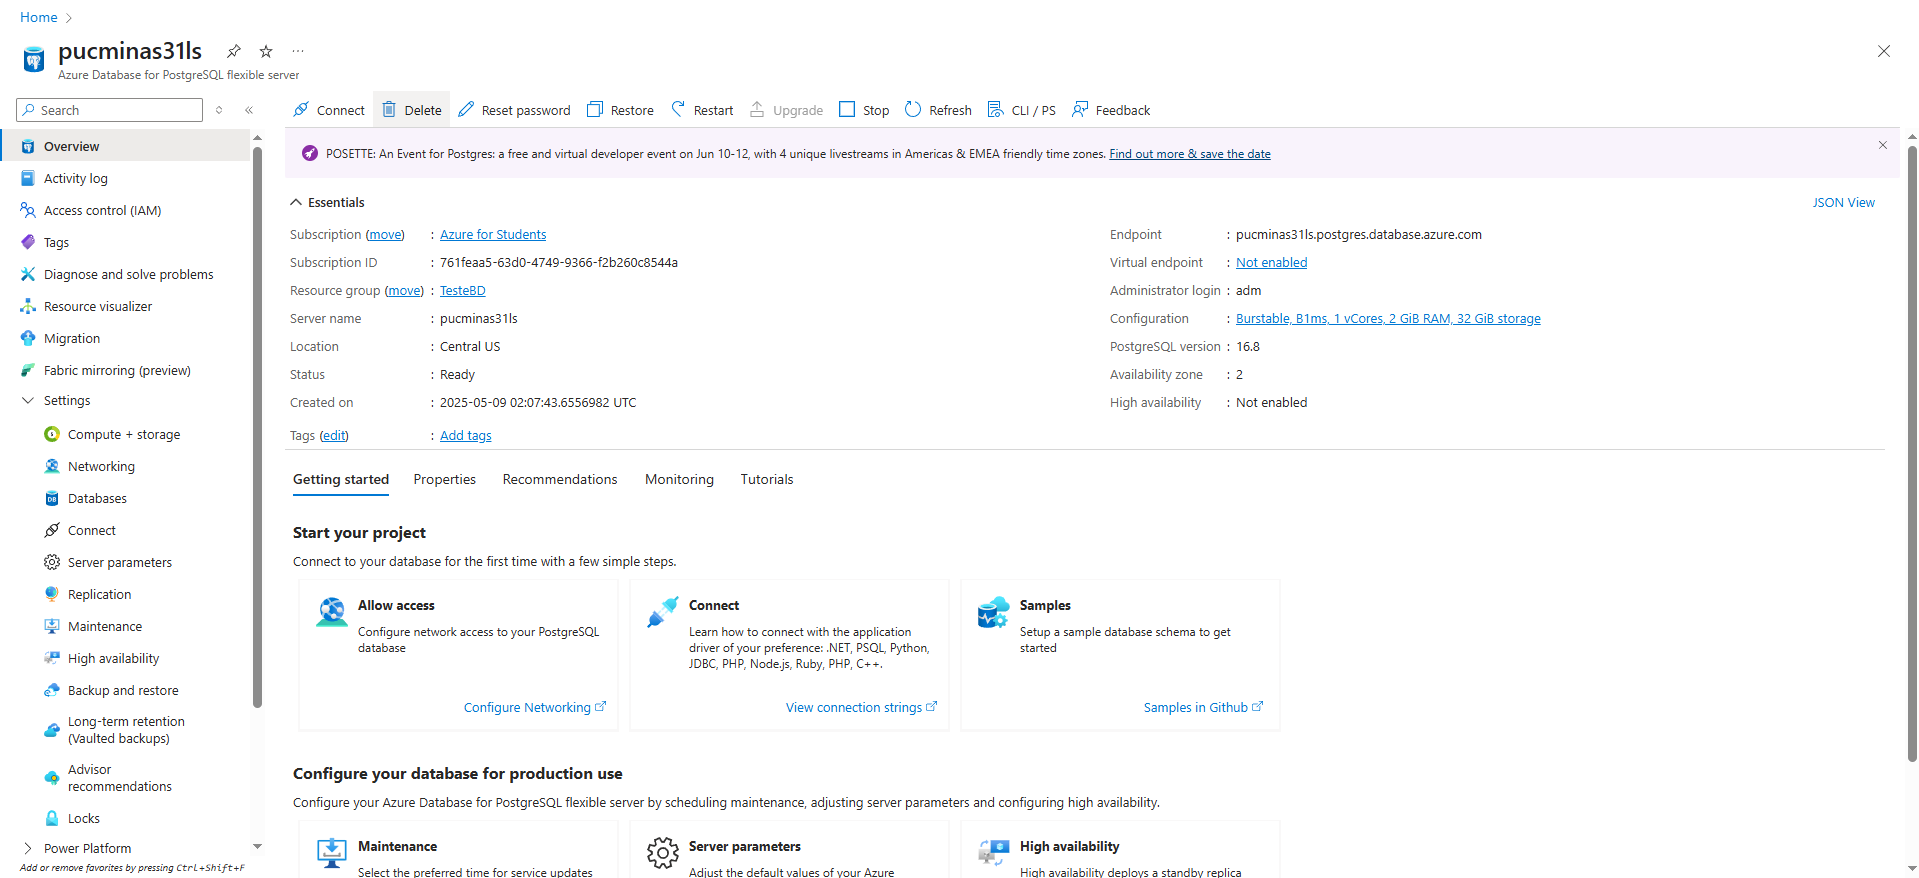 Home
pucminas31ls
Azure Database for PostgreSQL flexible server
Search
Connect Delete Reset password Restore Restart Upgrade Stop Refresh CLI / PS Feedback
Overview
Activity log
Access control (IAM)
Tags
Diagnose and solve problems
Resource visualizer
Migration
Fabric mirroring (preview)
Settings
Compute + storage
Networking
Databases
Connect
Server parameters
Replication
Maintenance
High availability
Backup and restore
Long-term retention
(Vaulted backups)
Advisor
recommendations
Locks
Power Platform
Add or remove favorites by pressing Ctrl+Shift+F
POSETTE: An Event for Postgres: a free and virtual developer event on Jun 10-12, with 4 unique livestreams in Americas & EMEA friendly time zones. Find out more & save the date
Essentials
JSON View
Subscription (move) : Azure for Students
Subscription ID : 761feaa5-63d0-4749-9366-f2b260c8544a
Resource group (move) : TesteBD
Server name : pucminas31ls
Location : Central US
Status : Ready
Created on : 2025-05-09 02:07:43.6556982 UTC
Tags (edit) : Add tags
Endpoint : pucminas31ls.postgres.database.azure.com
Virtual endpoint : Not enabled
Administrator login : adm
Configuration : Burstable, B1ms, 1 vCores, 2 GiB RAM, 32 GiB storage
PostgreSQL version : 16.8
Availability zone : 2
High availability : Not enabled
Getting started Properties Recommendations Monitoring Tutorials
Start your project
Connect to your database for the first time with a few simple steps.
Allow access
Configure network access to your PostgreSQL
database
Configure Networking
Connect
Learn how to connect with the application
driver of your preference: .NET, PSQL, Python,
JDBC, PHP, Node.js, Ruby, PHP, C++.
View connection strings
Samples
Setup a sample database schema to get
started
Samples in Github
Configure your database for production use
Configure your Azure Database for PostgreSQL flexible server by scheduling maintenance, adjusting server parameters and configuring high availability.
Maintenance
Select the preferred time for service updates
Server parameters
Adjust the default values of your Azure
High availability
High availability deploys a standby replica